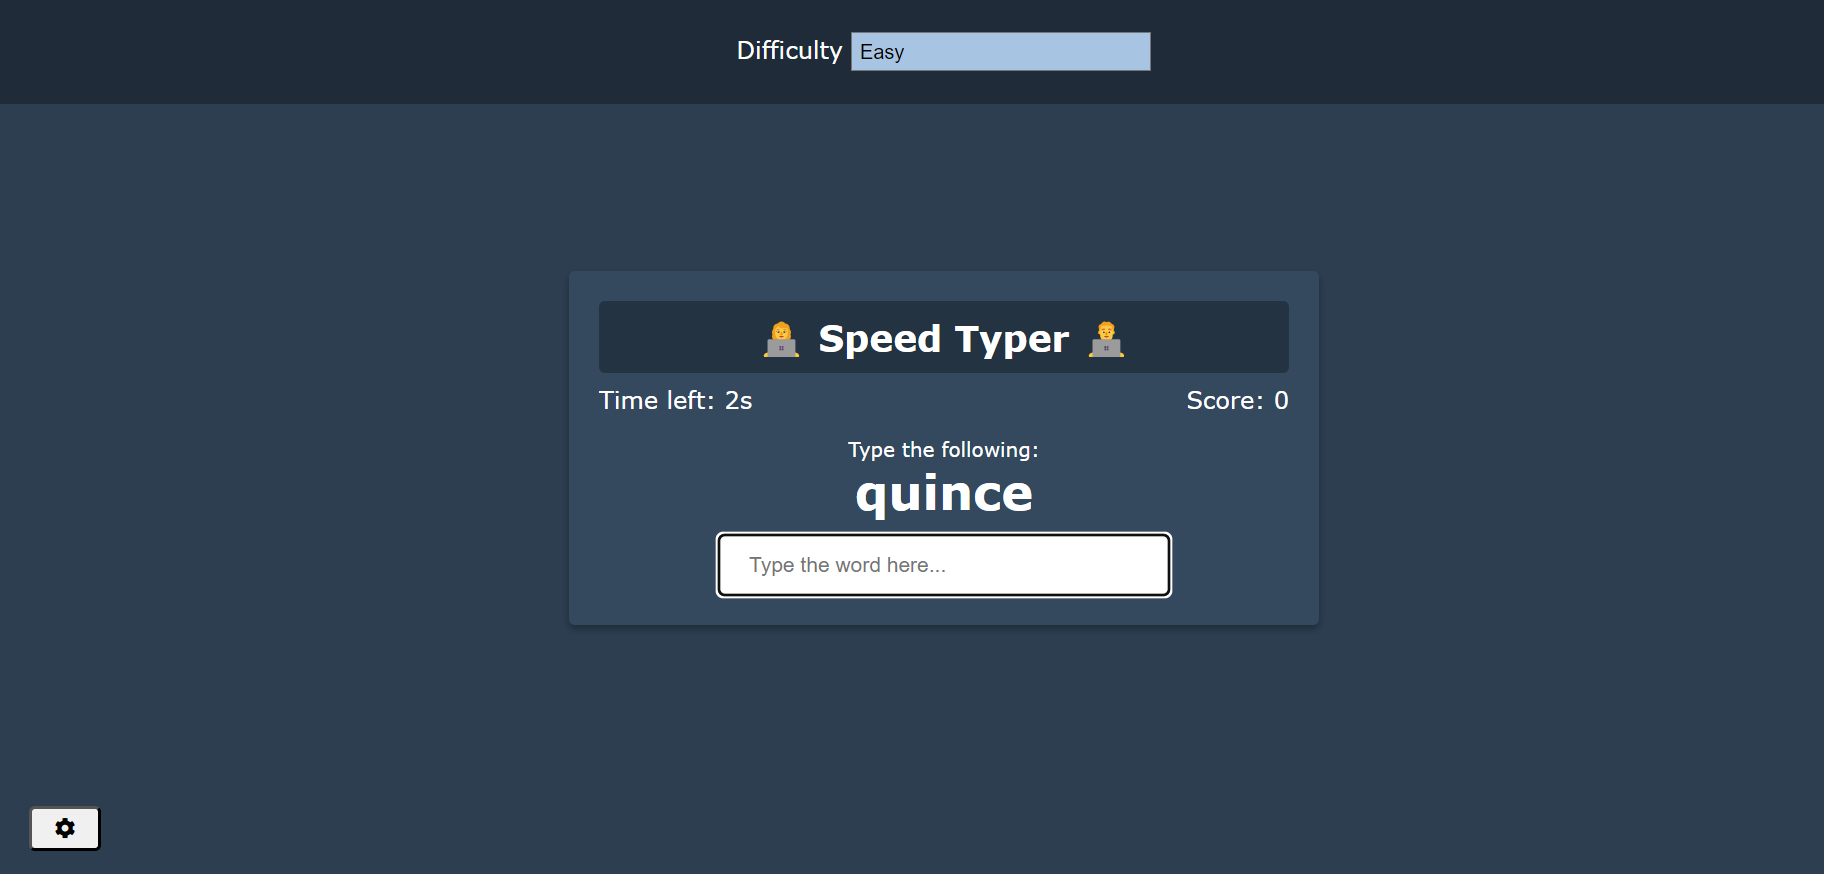 Difficulty Easy
Speed Typer
Time left: 2s Score: 0
Type the following:
quince
Type the word here...